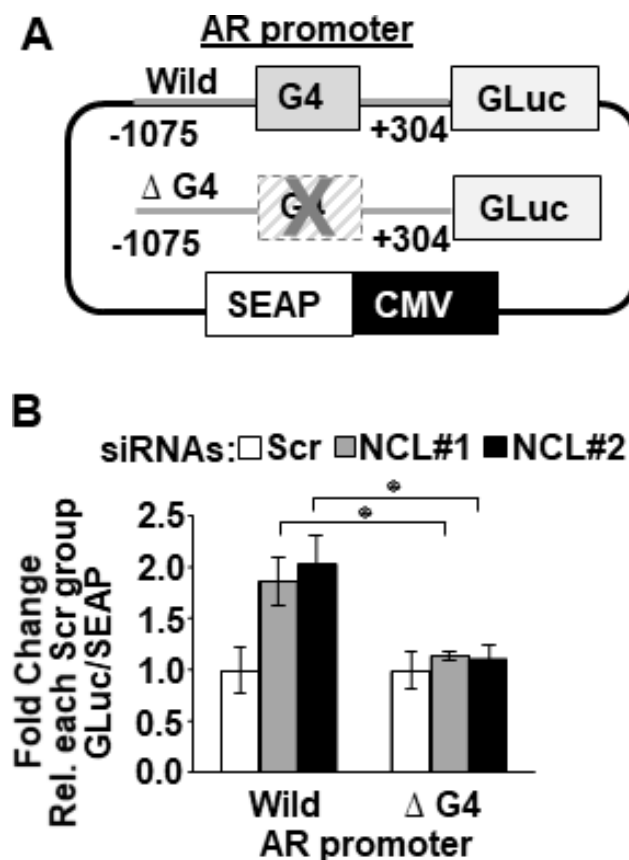 A
AR promoter
Wild
G4
GLuc
-1075
+304
Δ G4
G4
X
GLuc
-1075
+304
SEAP
CMV
B
siRNAs: Scr NCL#1 NCL#2
Fold Change
Rel. each Scr group
GLuc/SEAP
2.5
2.0
1.5
1.0
0.5
0.0
Wild
Δ G4
AR promoter